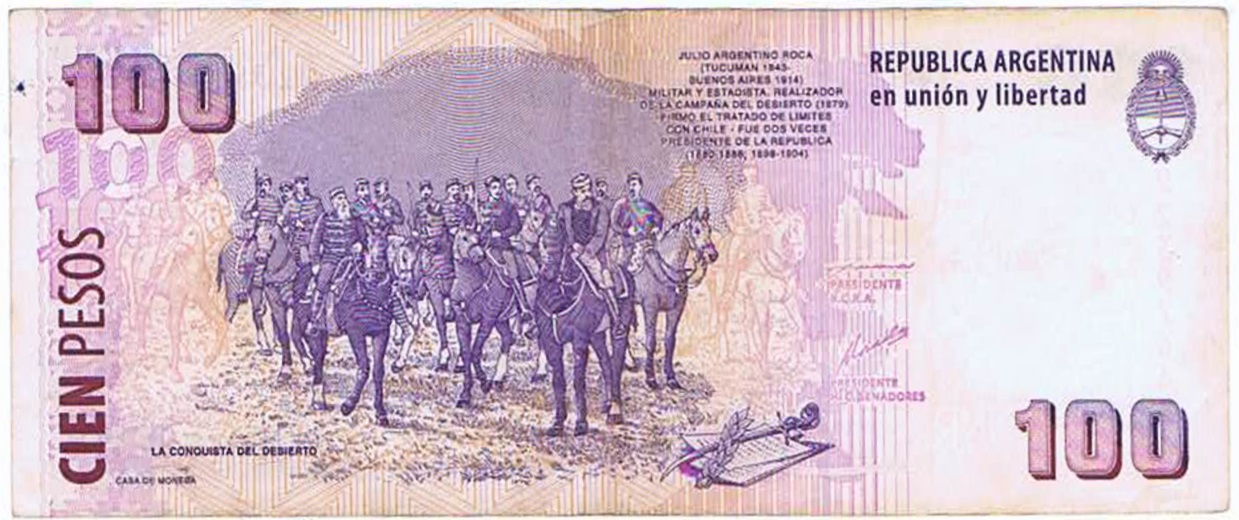 100
100
CIEN PESOS
JULIO ARGENTINO ROCA
(TUCUMAN 1843-
BUENOS AIRES 1914)
MILITAR Y ESTADISTA. REALIZADOR
DE LA CAMPAÑA DEL DESIERTO (1879)
FIRMO EL TRATADO DE LIMITES
CON CHILE - FUE DOS VECES
PRESIDENTE DE LA REPUBLICA
(1880-1886; 1898-1904)
REPUBLICA ARGENTINA
en unión y libertad
PRESIDENTE
B.C.R.A.
PRESIDENTE
H.C. SENADORES
LA CONQUISTA DEL DESIERTO
CASA DE MONEDA
100